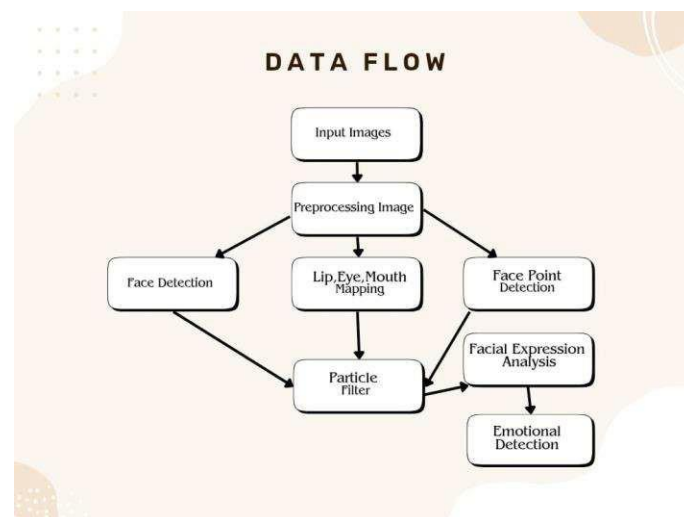 DATA FLOW
Input Images
Preprocessing Image
Face Detection
Lip,Eye,Mouth
Mapping
Face Point
Detection
Particle
Filter
Facial Expression
Analysis
Emotional
Detection